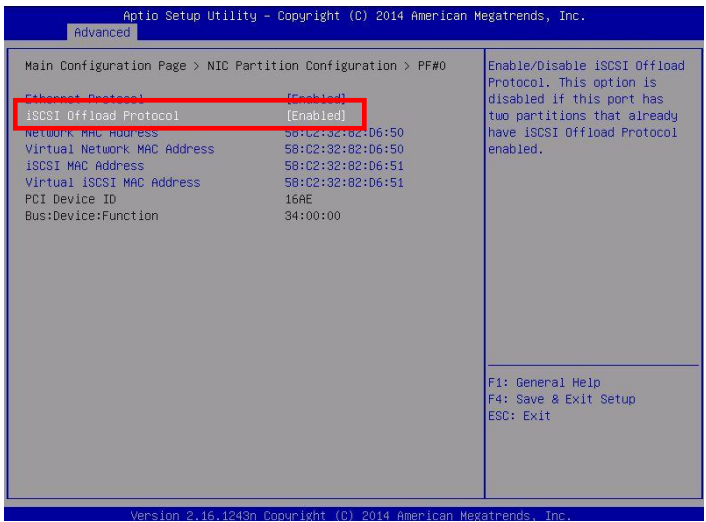 Aptio Setup Utility – Copyright (C) 2014 American Megatrends, Inc.
Advanced
Main Configuration Page > NIC Partition Configuration > PF#0
Ethernet Protocol [Enabled]
iSCSI Offload Protocol [Enabled]
Network MAC Address 58:C2:32:82:D6:50
Virtual Network MAC Address 58:C2:32:82:D6:50
iSCSI MAC Address 58:C2:32:82:D6:51
Virtual iSCSI MAC Address 58:C2:32:82:D6:51
PCI Device ID 16AE
Bus:Device:Function 34:00:00
Enable/Disable iSCSI Offload
Protocol. This option is
disabled if this port has
two partitions that already
have iSCSI Offload Protocol
enabled.
F1: General Help
F4: Save & Exit Setup
ESC: Exit
Version 2.16.1243n Copyright (C) 2014 American Megatrends, Inc.